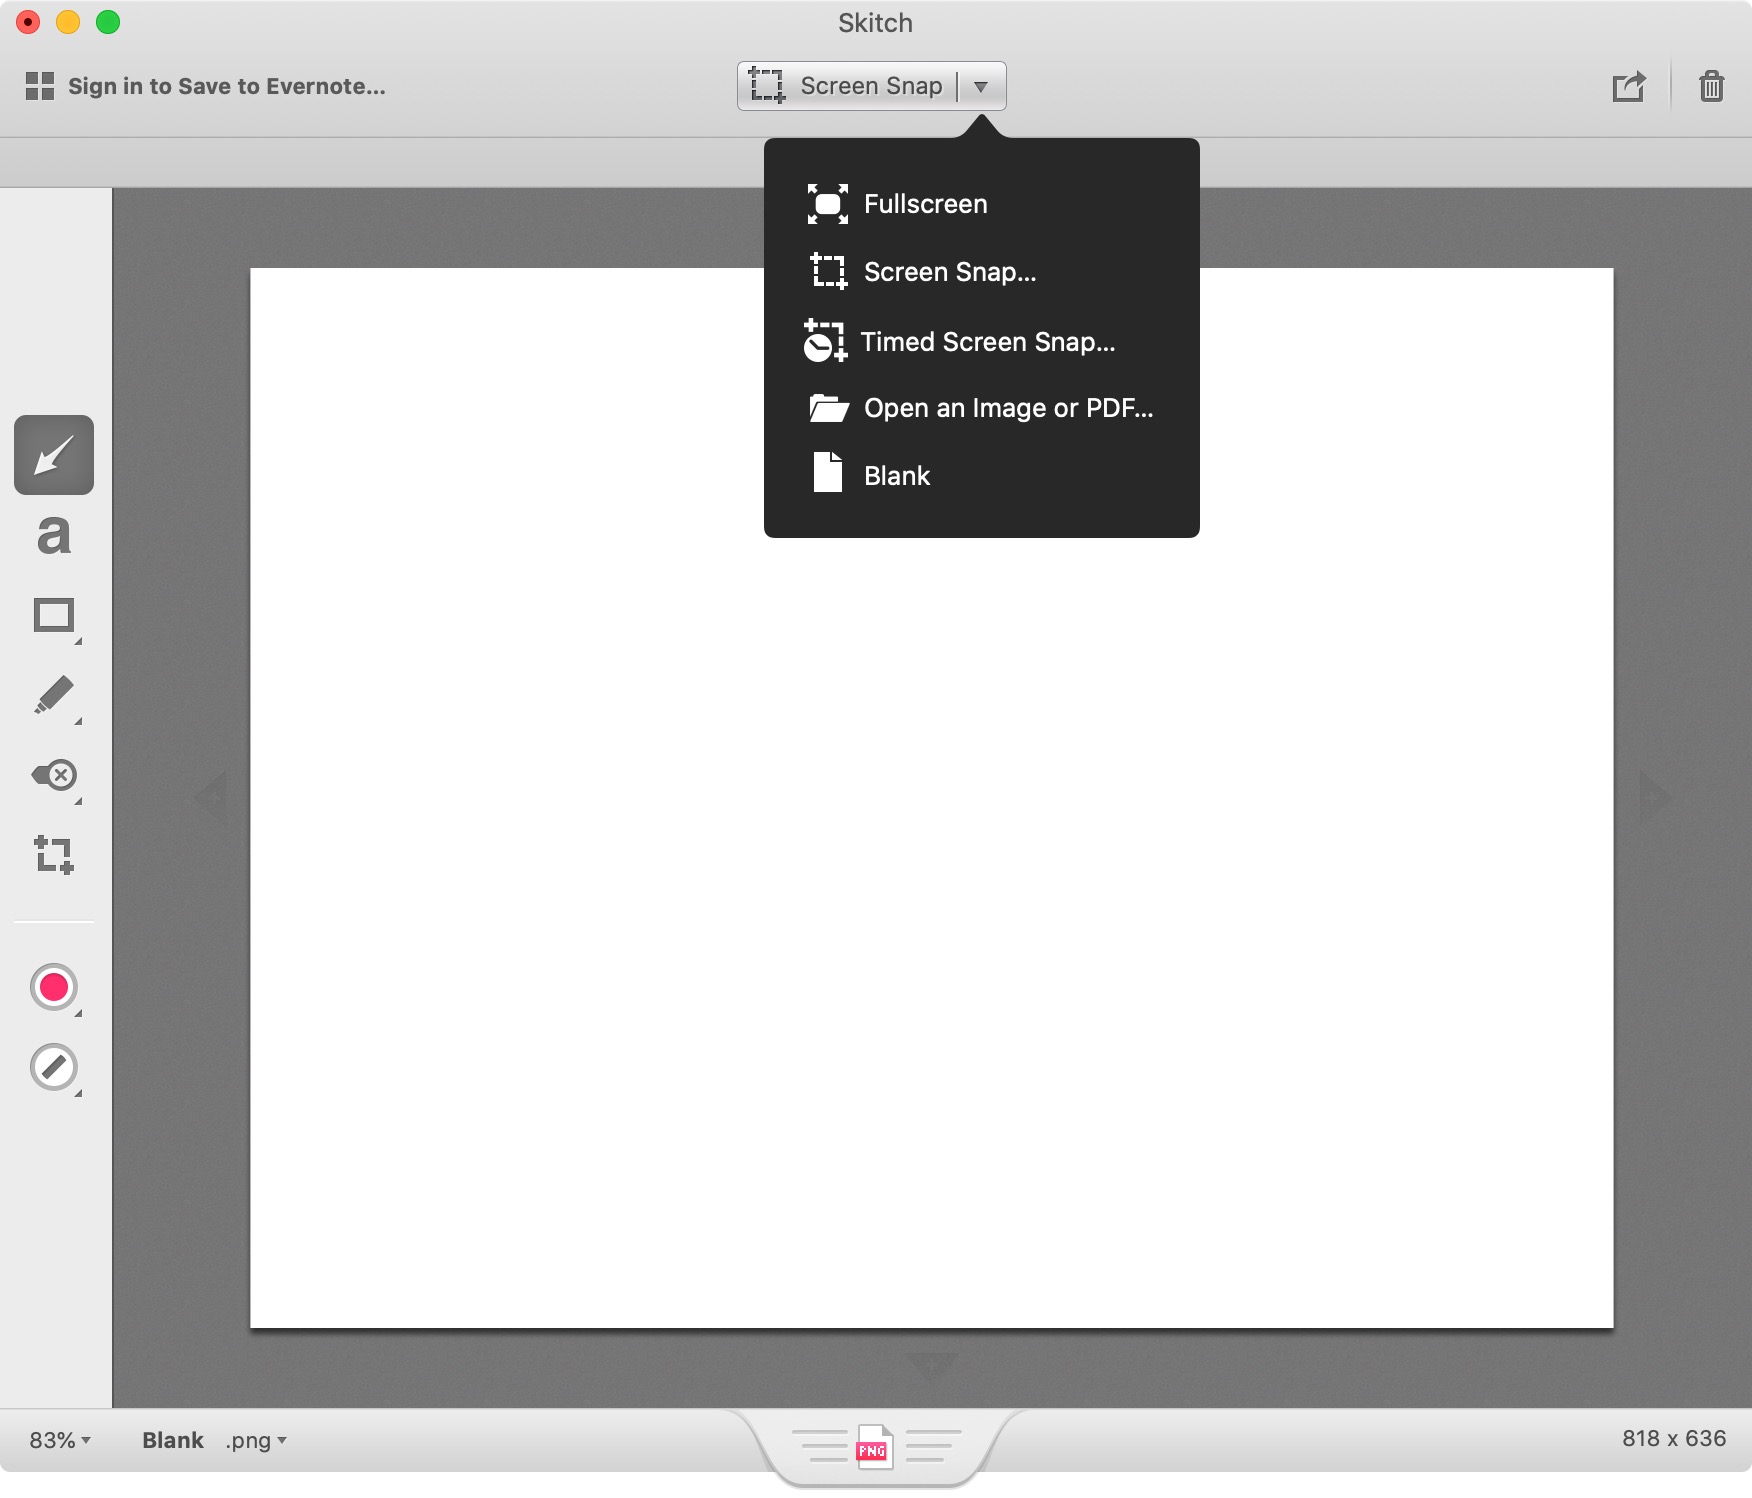 Skitch
Sign in to Save to Evernote...
Screen Snap
Fullscreen
Screen Snap...
Timed Screen Snap...
Open an Image or PDF...
Blank
a
83%
Blank .png
PNG
818 x 636